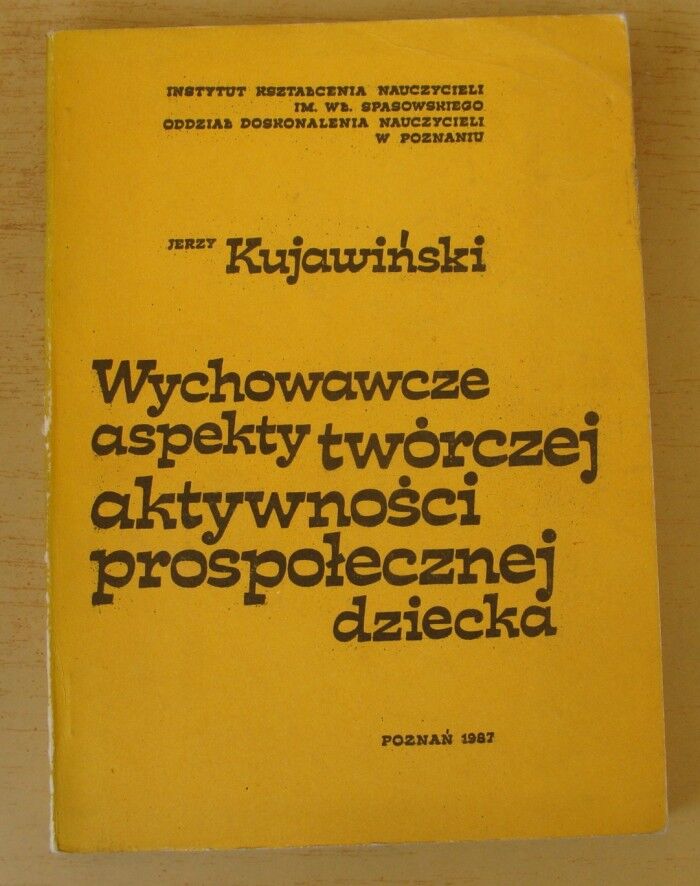 INSTYTUT KSZTAŁCENIA NAUCZYCIELI
IM. WŁ. SPASOWSKIEGO
ODDZIAŁ DOSKONALENIA NAUCZYCIELI
W POZNANIU
JERZY Kujawiński
Wychowawcze
aspekty twórczej
aktywności
prospołecznej
dziecka
POZNAŃ 1987